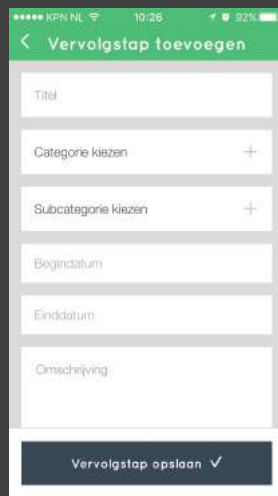 KPN NL 10:26 92%
Vervolgstap toevoegen
Titel
Categorie kiezen
Subcategorie kiezen
Begindatum
Einddatum
Omschrijving
Vervolgstap opslaan